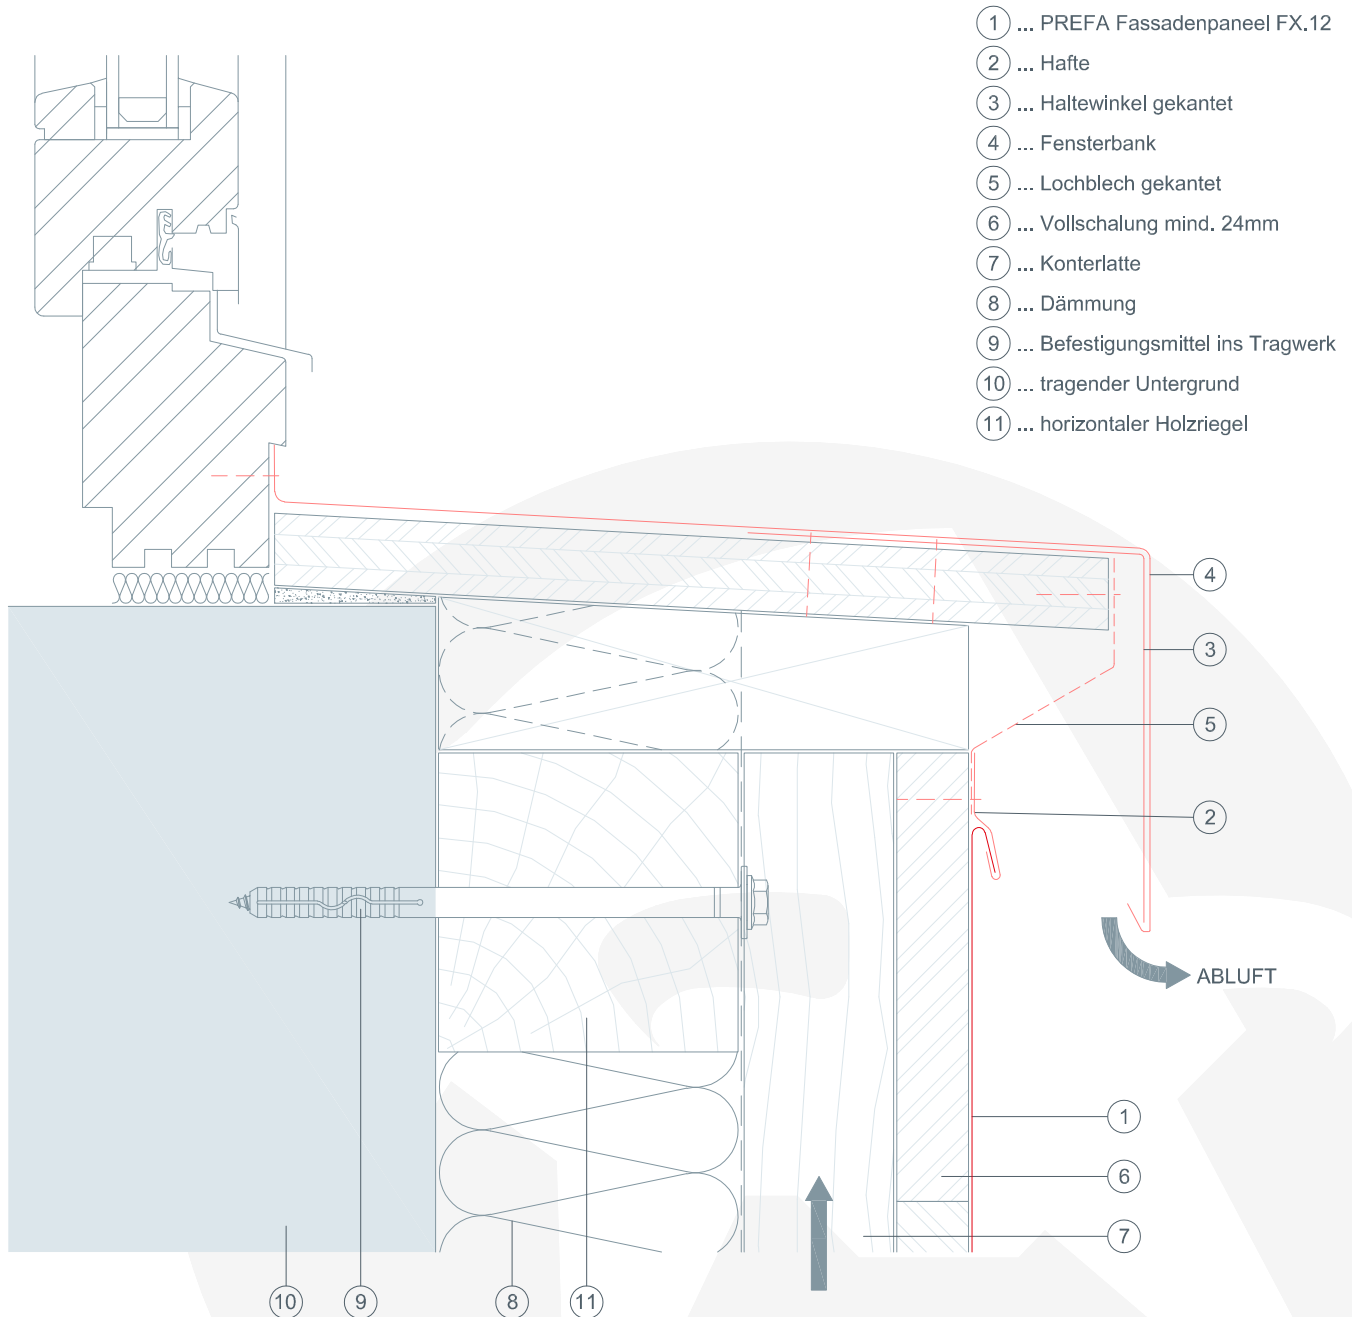 1 ... PREFA Fassadenpaneel FX.12
2 ... Hafte
3 ... Haltewinkel gekantet
4 ... Fensterbank
5 ... Lochblech gekantet
6 ... Vollschalung mind. 24mm
7 ... Konterlatte
8 ... Dämmung
9 ... Befestigungsmittel ins Tragwerk
10 ... tragender Untergrund
11 ... horizontaler Holzriegel
4
3
5
2
ABLUFT
1
6
7
10 9 8 11